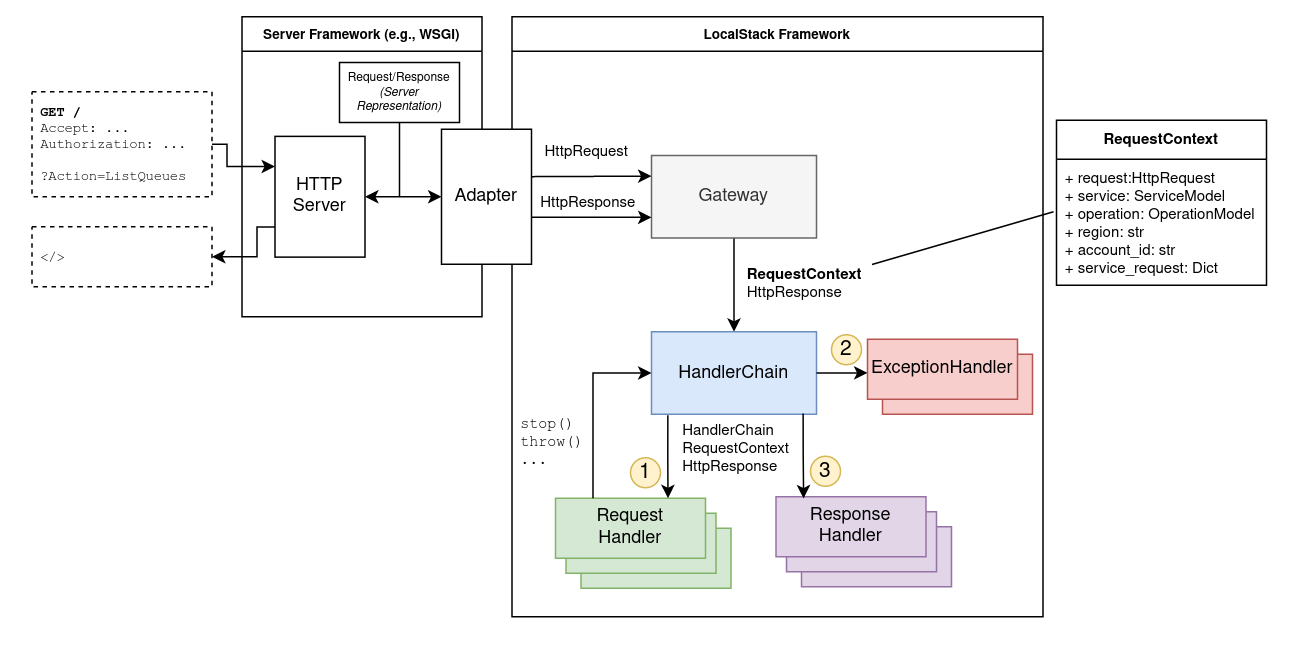 Server Framework (e.g., WSGI)
LocalStack Framework
Request/Response
(Server
Representation)
GET /
Accept: ...
Authorization: ...
?Action=ListQueues
</>
HTTP
Server
Adapter
HttpRequest
HttpResponse
Gateway
RequestContext
HttpResponse
RequestContext
+ request:HttpRequest
+ service: ServiceModel
+ operation: OperationModel
+ region: str
+ account_id: str
+ service_request: Dict
HandlerChain
2
ExceptionHandler
stop()
throw()
...
HandlerChain
RequestContext
HttpResponse
1
3
Request
Handler
Response
Handler